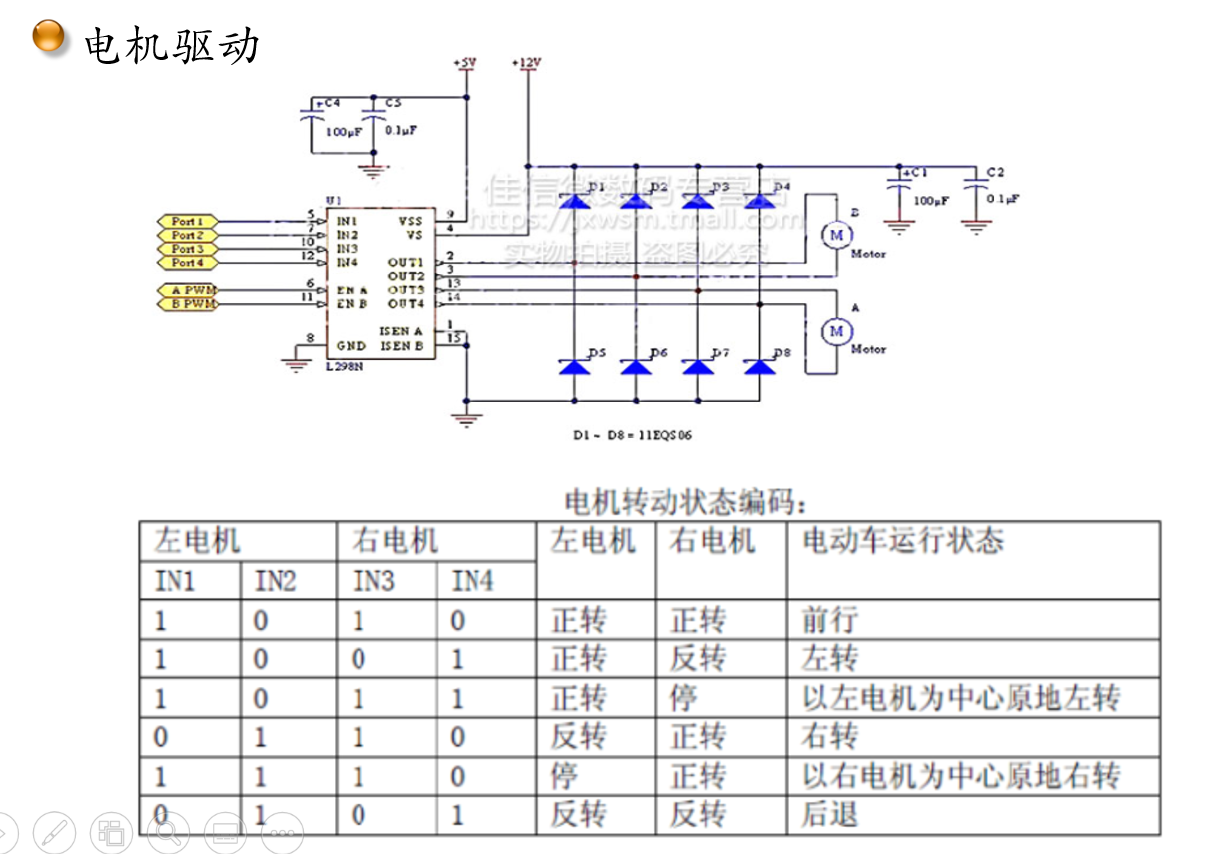 电机驱动
+5V
+12V
+C4
C5
100μF
0.1μF
D1
D2
D3
D4
+C1
C2
100μF
0.1μF
佳信微数码专营店
https://jxwsm.tmall.com
实物拍摄 盗图必究
U1
Port 1
5
IN1
VSS
9
Port 2
7
IN2
VS
4
Port 3
10
IN3
Port 4
12
IN4
OUT1
2
OUT2
3
A PWM
6
EN A
OUT3
13
B PWM
11
EN B
OUT4
14
ISEN A
1
8
GND
ISEN B
15
L298N
B
M
Motor
A
M
Motor
D5
D6
D7
D8
D1 ~ D8 = 11EQS06
电机转动状态编码：
左电机 右电机 左电机 右电机 电动车运行状态
IN1 IN2 IN3 IN4
1 0 1 0 正转 正转 前行
1 0 0 1 正转 反转 左转
1 0 1 1 正转 停 以左电机为中心原地左转
0 1 1 0 反转 正转 右转
1 1 1 0 停 正转 以右电机为中心原地右转
0 1 0 1 反转 反转 后退